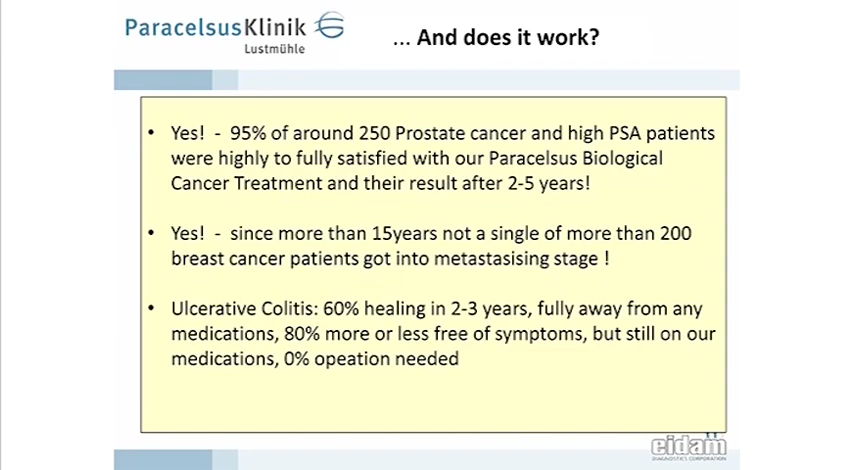 ParacelsusKlinik
Lustmühle
... And does it work?
• Yes! - 95% of around 250 Prostate cancer and high PSA patients
were highly to fully satisfied with our Paracelsus Biological
Cancer Treatment and their result after 2-5 years!
• Yes! - since more than 15years not a single of more than 200
breast cancer patients got into metastasising stage !
• Ulcerative Colitis: 60% healing in 2-3 years, fully away from any
medications, 80% more or less free of symptoms, but still on our
medications, 0% opeation needed
eidam
DIAGNOSTICS CORPORATION